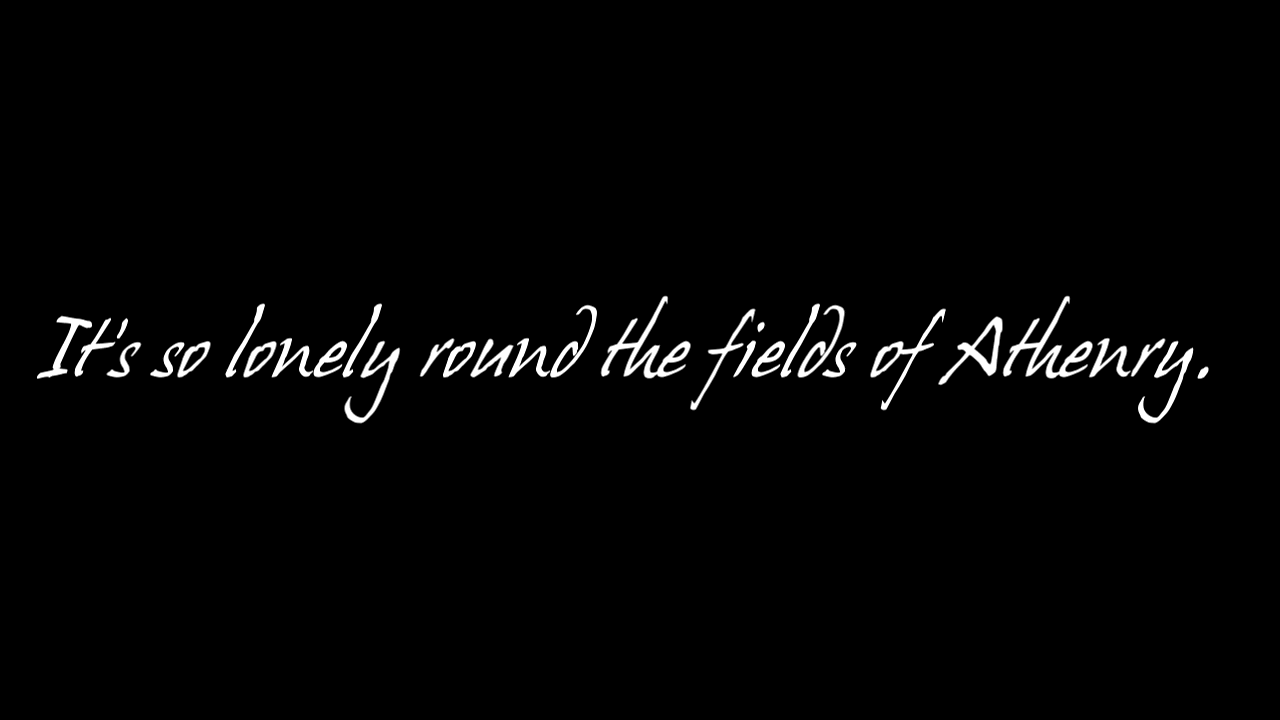 It's so lonely round the fields of Athenry.